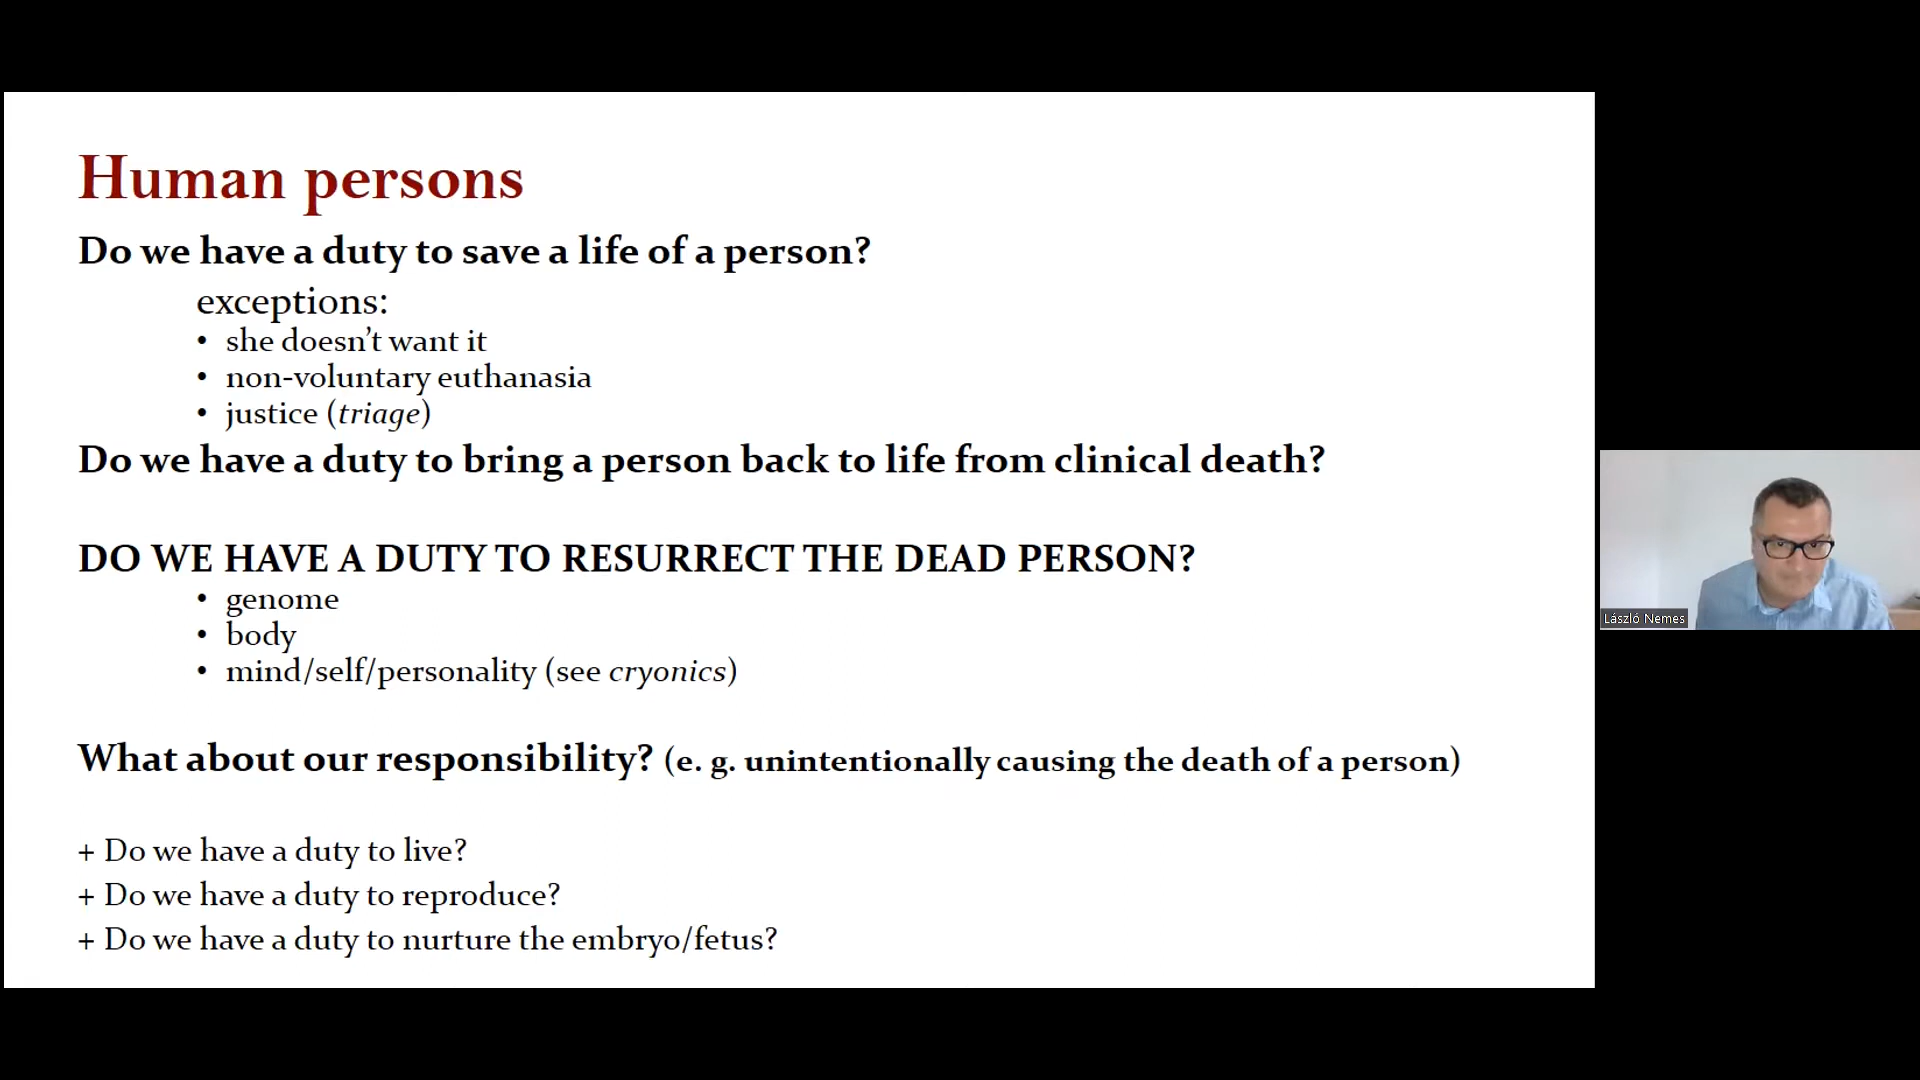 Human persons
Do we have a duty to save a life of a person?
exceptions:
• she doesn’t want it
• non-voluntary euthanasia
• justice (triage)
Do we have a duty to bring a person back to life from clinical death?
DO WE HAVE A DUTY TO RESURRECT THE DEAD PERSON?
• genome
• body
• mind/self/personality (see cryonics)
What about our responsibility? (e. g. unintentionally causing the death of a person)
+ Do we have a duty to live?
+ Do we have a duty to reproduce?
+ Do we have a duty to nurture the embryo/fetus?
László Nemes